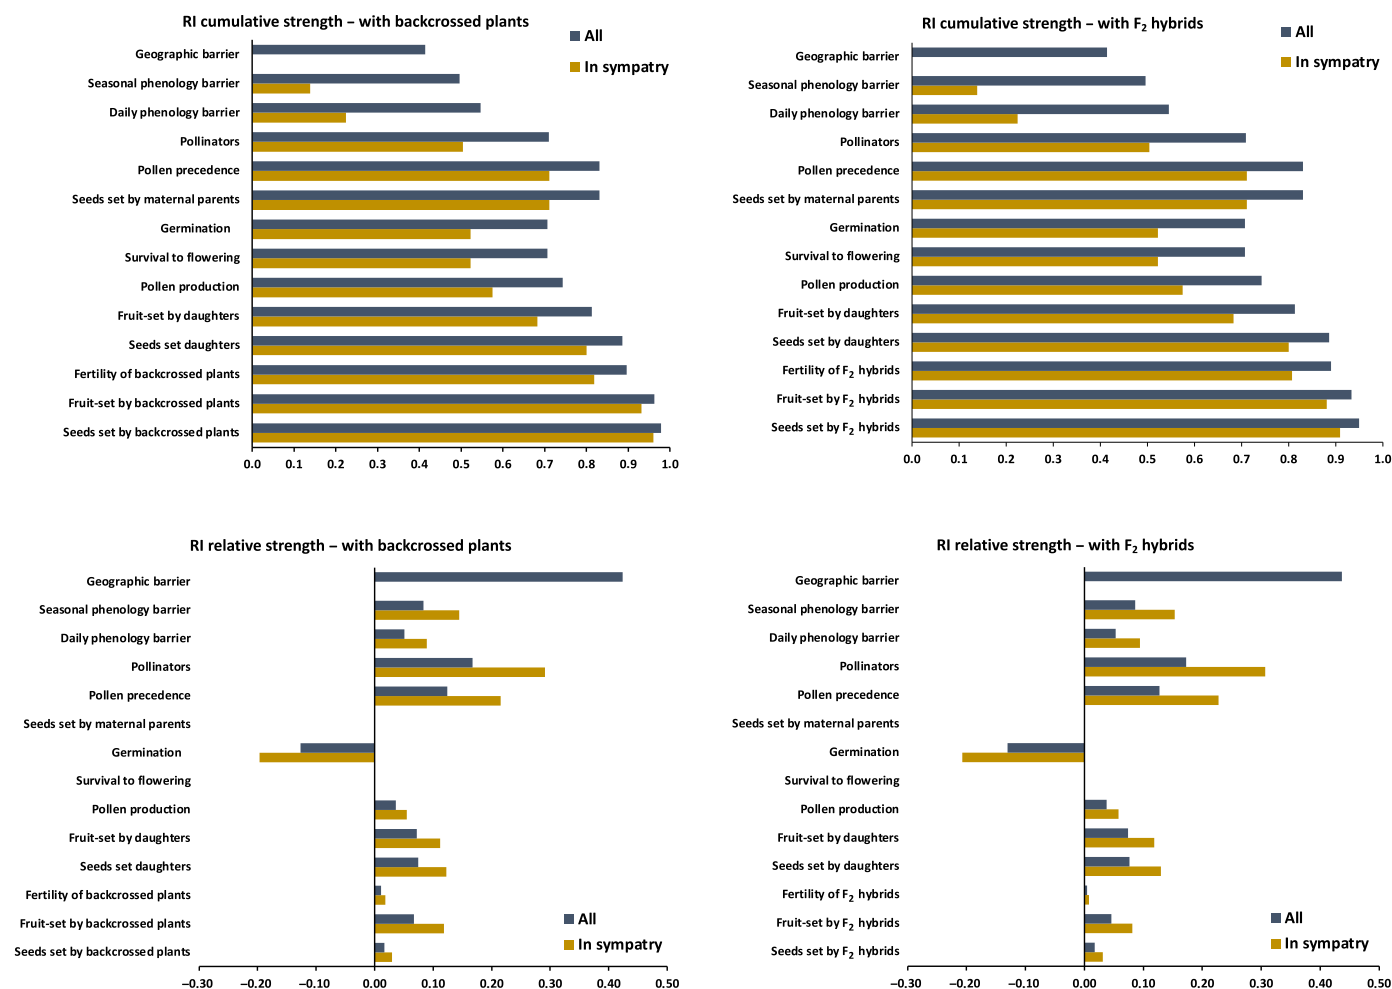 RI cumulative strength – with backcrossed plants
All
In sympatry
Geographic barrier
Seasonal phenology barrier
Daily phenology barrier
Pollinators
Pollen precedence
Seeds set by maternal parents
Germination
Survival to flowering
Pollen production
Fruit-set by daughters
Seeds set daughters
Fertility of backcrossed plants
Fruit-set by backcrossed plants
Seeds set by backcrossed plants
0.0 0.1 0.2 0.3 0.4 0.5 0.6 0.7 0.8 0.9 1.0
RI cumulative strength – with F2 hybrids
All
In sympatry
Geographic barrier
Seasonal phenology barrier
Daily phenology barrier
Pollinators
Pollen precedence
Seeds set by maternal parents
Germination
Survival to flowering
Pollen production
Fruit-set by daughters
Seeds set by daughters
Fertility of F2 hybrids
Fruit-set by F2 hybrids
Seeds set by F2 hybrids
0.0 0.1 0.2 0.3 0.4 0.5 0.6 0.7 0.8 0.9 1.0
RI relative strength – with backcrossed plants
Geographic barrier
Seasonal phenology barrier
Daily phenology barrier
Pollinators
Pollen precedence
Seeds set by maternal parents
Germination
Survival to flowering
Pollen production
Fruit-set by daughters
Seeds set daughters
Fertility of backcrossed plants
Fruit-set by backcrossed plants
Seeds set by backcrossed plants
All
In sympatry
–0.30 –0.20 –0.10 0.00 0.10 0.20 0.30 0.40 0.50
RI relative strength – with F2 hybrids
Geographic barrier
Seasonal phenology barrier
Daily phenology barrier
Pollinators
Pollen precedence
Seeds set by maternal parents
Germination
Survival to flowering
Pollen production
Fruit-set by daughters
Seeds set by daughters
Fertility of F2 hybrids
Fruit-set by F2 hybrids
Seeds set by F2 hybrids
All
In sympatry
–0.30 –0.20 –0.10 0.00 0.10 0.20 0.30 0.40 0.50